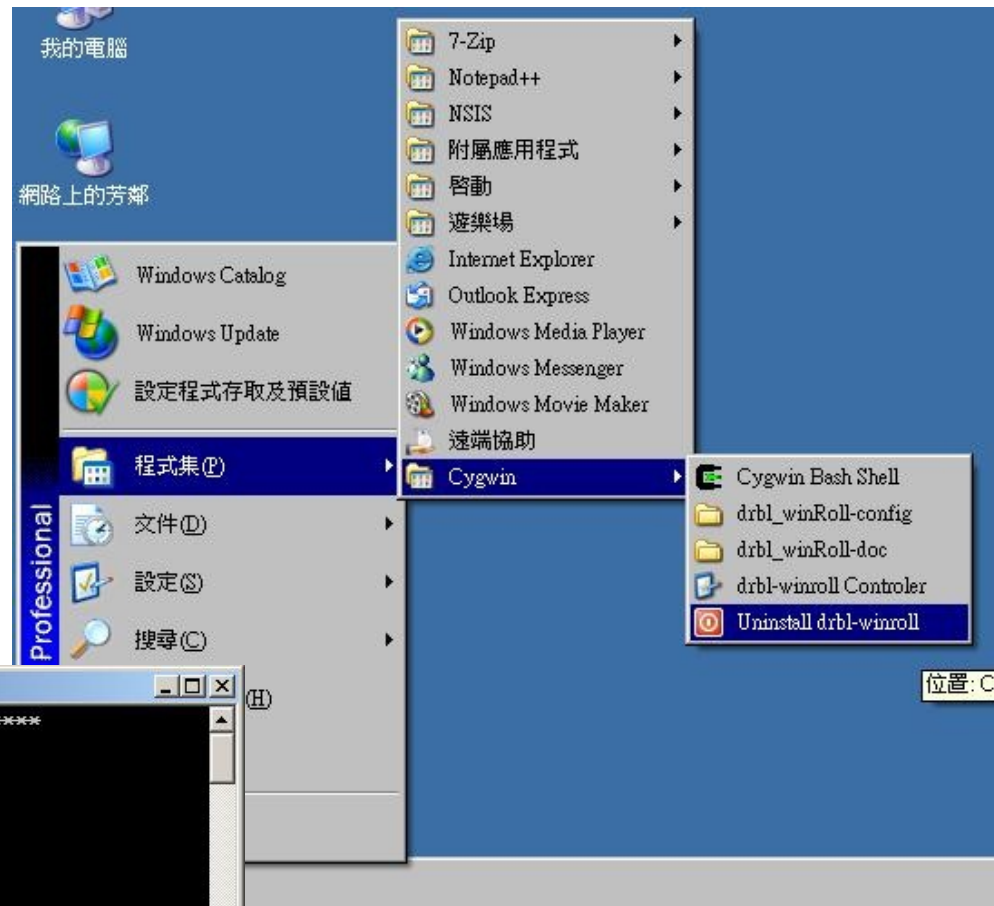 我的電腦
網路上的芳鄰
Windows Catalog
Windows Update
設定程式存取及預設值
程式集(P)
文件(D)
設定(S)
搜尋(C)
(H)
Professional
7-Zip
Notepad++
NSIS
附屬應用程式
啟動
遊樂場
Internet Explorer
Outlook Express
Windows Media Player
Windows Messenger
Windows Movie Maker
遠端協助
Cygwin
Cygwin Bash Shell
drbl_winRoll-config
drbl_winRoll-doc
drbl-winroll Controler
Uninstall drbl-winroll
位置: C
****